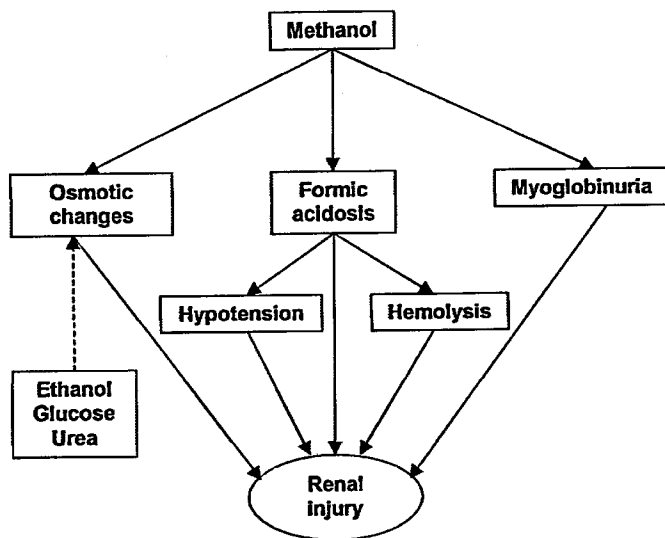 Methanol
Osmotic
changes
Formic
acidosis
Myoglobinuria
Hypotension
Hemolysis
Ethanol
Glucose
Urea
Renal
injury